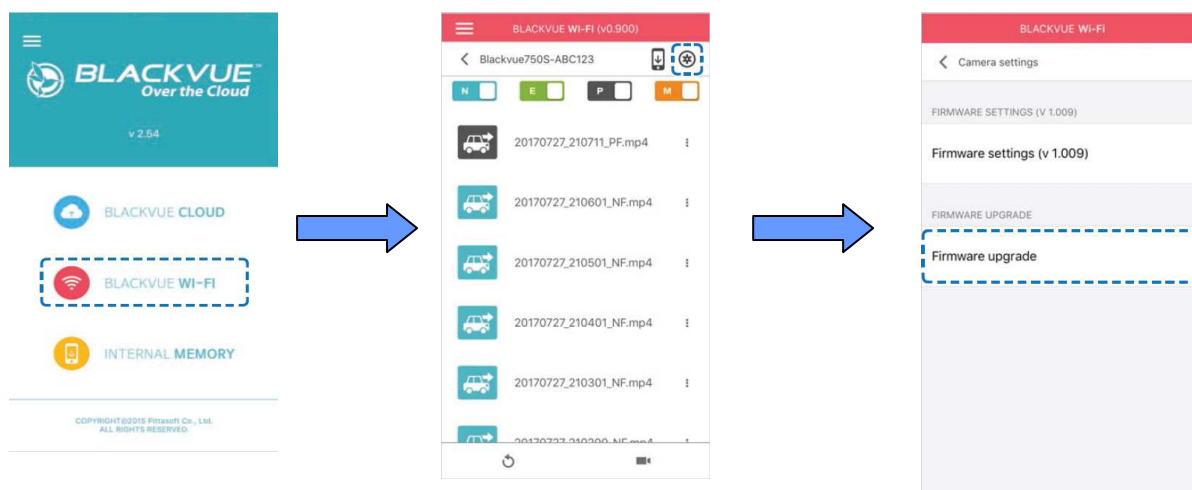 BLACKVUE™
Over the Cloud
v 2.54
BLACKVUE CLOUD
BLACKVUE WI-FI
INTERNAL MEMORY
COPYRIGHT©2015 Pittasoft Co., Ltd.
ALL RIGHTS RESERVED.
BLACKVUE WI-FI (v0.900)
Blackvue750S-ABC123
N E P M
20170727_210711_PF.mp4
20170727_210601_NF.mp4
20170727_210501_NF.mp4
20170727_210401_NF.mp4
20170727_210301_NF.mp4
BLACKVUE WI-FI
Camera settings
FIRMWARE SETTINGS (V 1.009)
Firmware settings (v 1.009)
FIRMWARE UPGRADE
Firmware upgrade